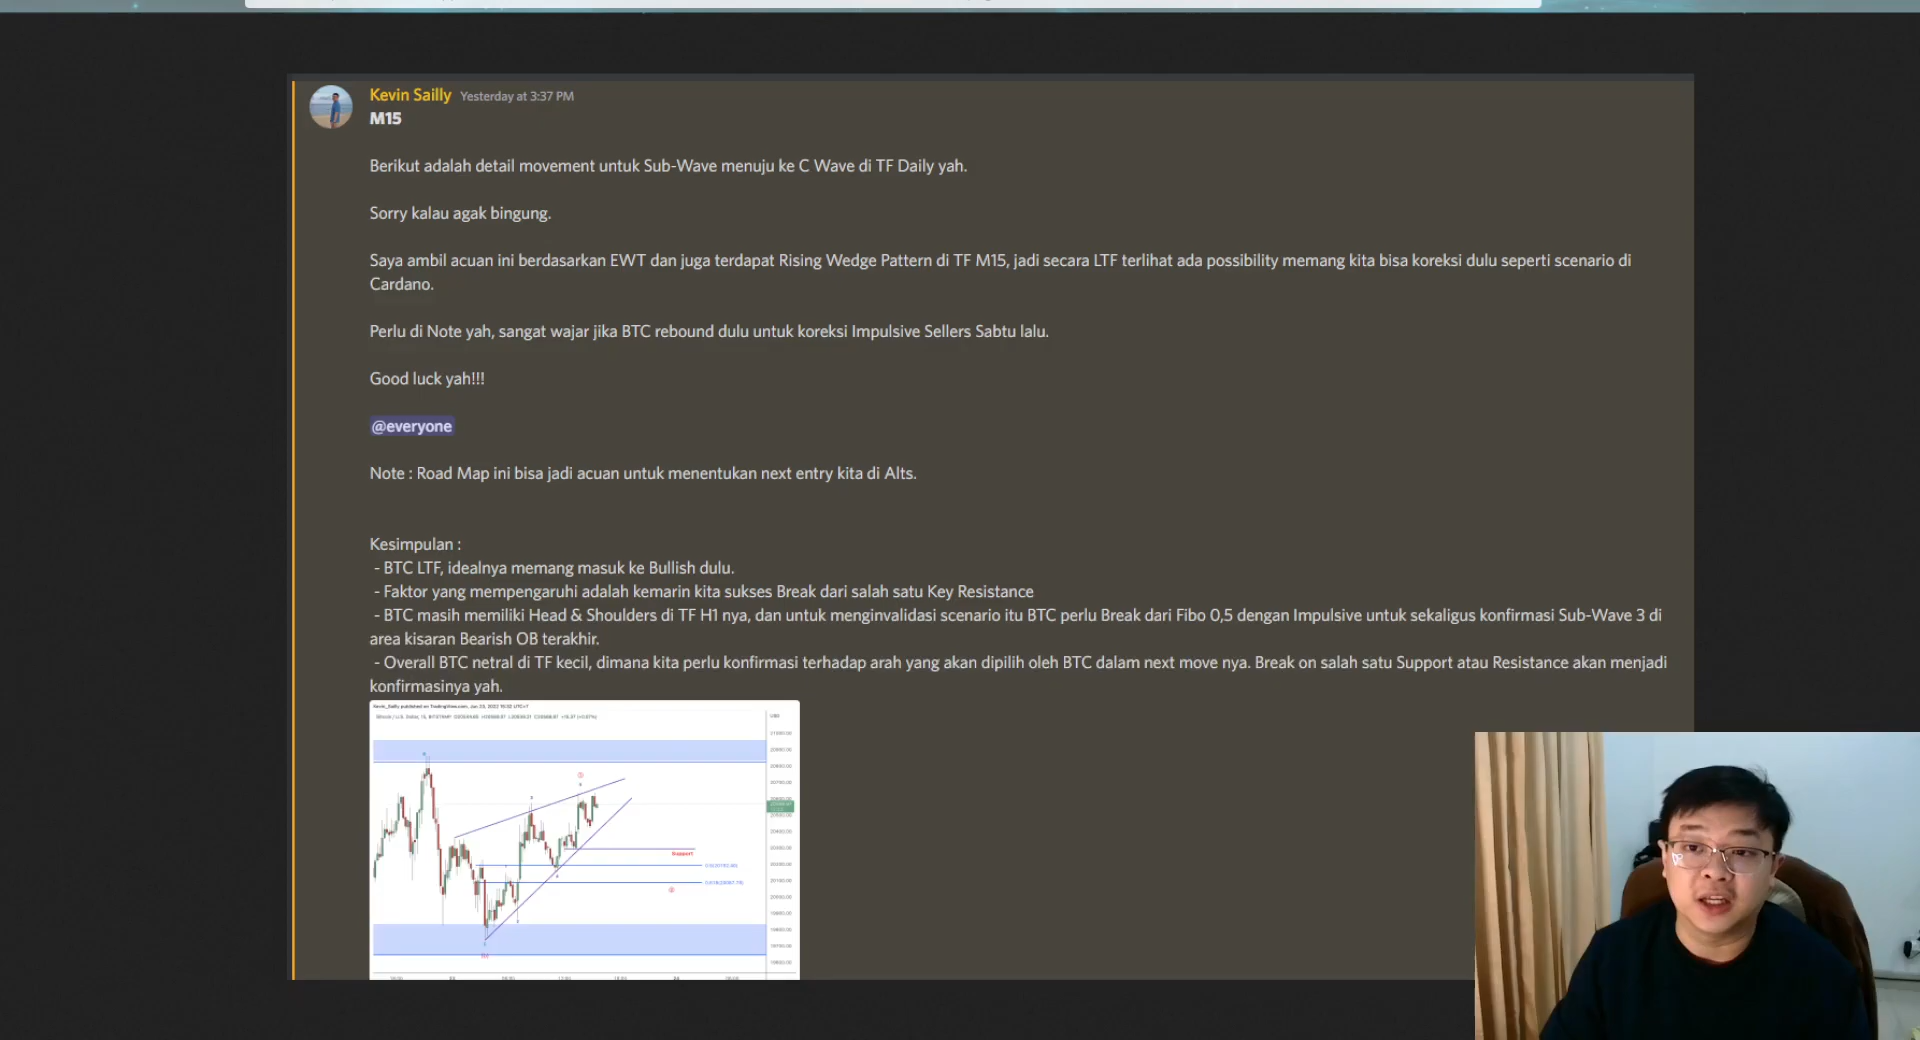 Kevin Sailly Yesterday at 3:37 PM
M15
Berikut adalah detail movement untuk Sub-Wave menuju ke C Wave di TF Daily yah.
Sorry kalau agak bingung.
Saya ambil acuan ini berdasarkan EWT dan juga terdapat Rising Wedge Pattern di TF M15, jadi secara LTF terlihat ada possibility memang kita bisa koreksi dulu seperti scenario di
Cardano.
Perlu di Note yah, sangat wajar jika BTC rebound dulu untuk koreksi Impulsive Sellers Sabtu lalu.
Good luck yah!!!
@everyone
Note : Road Map ini bisa jadi acuan untuk menentukan next entry kita di Alts.
Kesimpulan :
- BTC LTF, idealnya memang masuk ke Bullish dulu.
- Faktor yang mempengaruhi adalah kemarin kita sukses Break dari salah satu Key Resistance
- BTC masih memiliki Head & Shoulders di TF H1 nya, dan untuk menginvalidasi scenario itu BTC perlu Break dari Fibo 0,5 dengan Impulsive untuk sekaligus konfirmasi Sub-Wave 3 di
area kisaran Bearish OB terakhir.
- Overall BTC netral di TF kecil, dimana kita perlu konfirmasi terhadap arah yang akan dipilih oleh BTC dalam next move nya. Break on salah satu Support atau Resistance akan menjadi
konfirmasinya yah.
Support